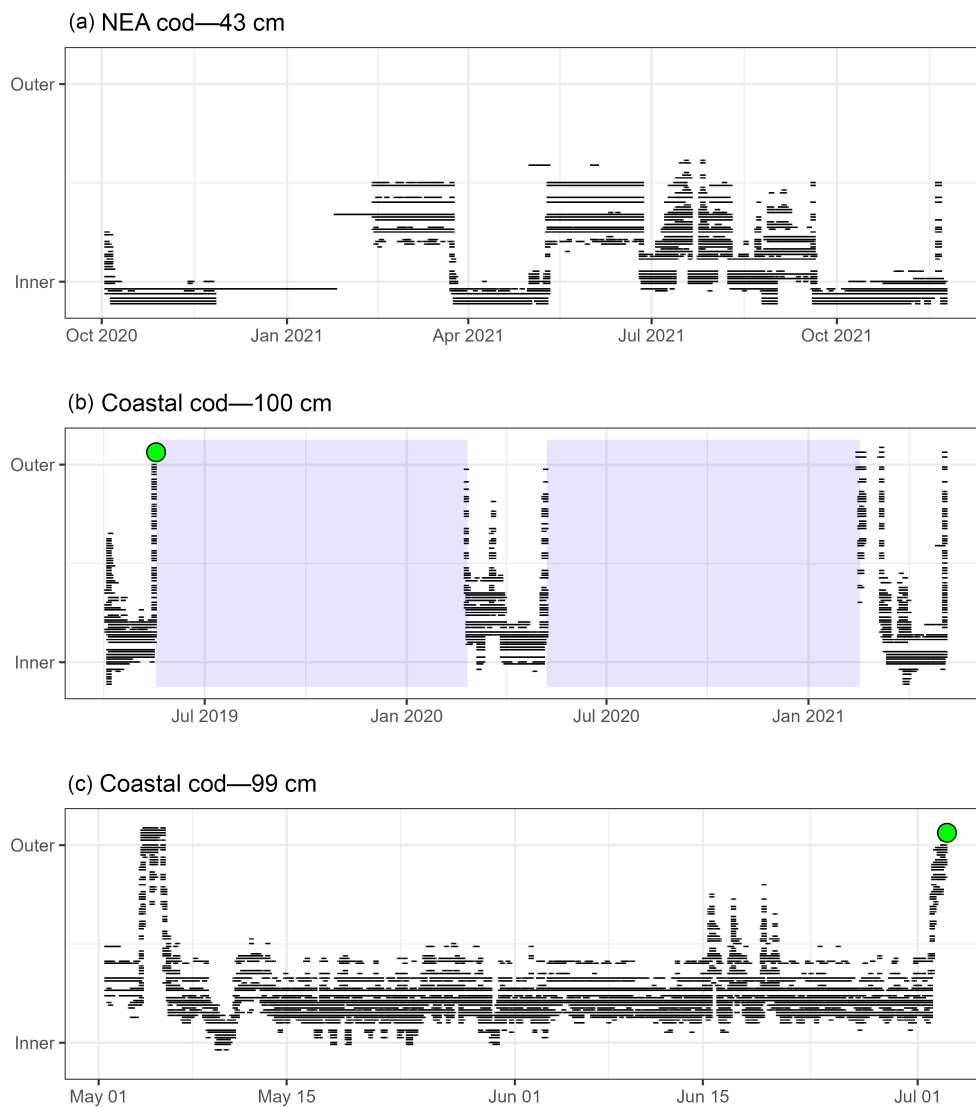 (a) NEA cod—43 cm
Outer
Inner
Oct 2020 Jan 2021 Apr 2021 Jul 2021 Oct 2021
(b) Coastal cod—100 cm
Outer
Inner
Jul 2019 Jan 2020 Jul 2020 Jan 2021
(c) Coastal cod—99 cm
Outer
Inner
May 01 May 15 Jun 01 Jun 15 Jul 01